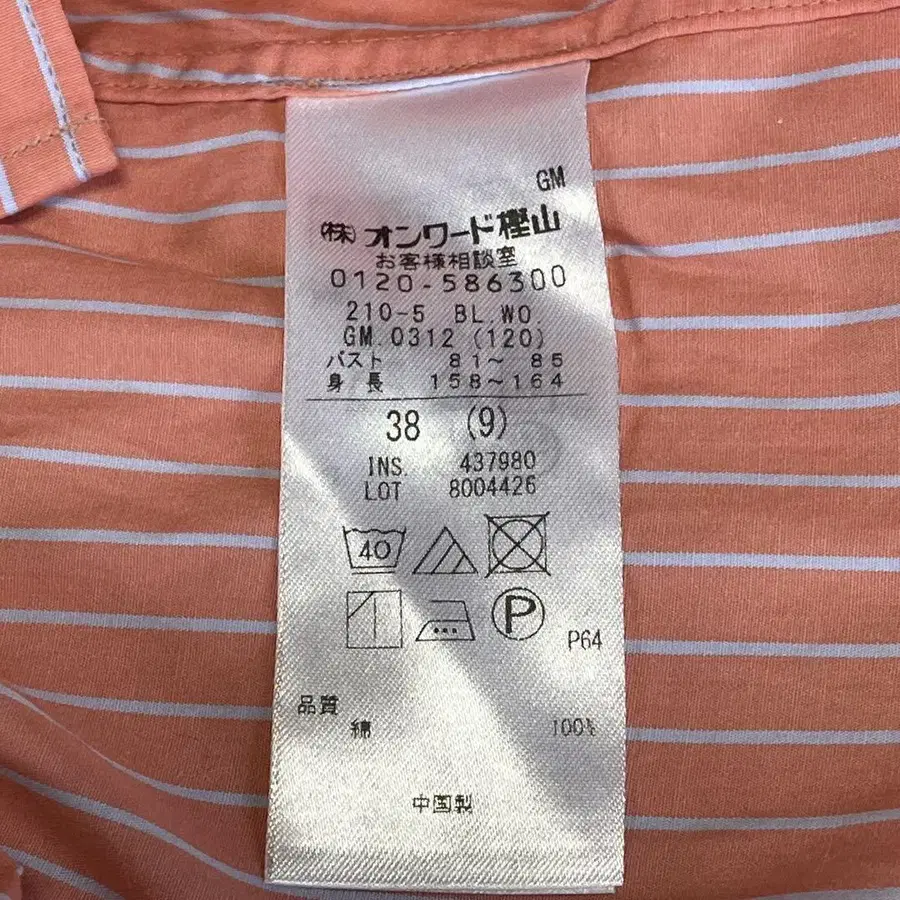 GM
㈱オンワード樫山
お客様相談室
0120-586300
210-5 BL.WO.
GM.0312 (120)
バスト 81〜 85
身 長 158〜164
38 (9)
INS. 437980
LOT 8004426
40
P
P64
品質
綿 100%
中国製